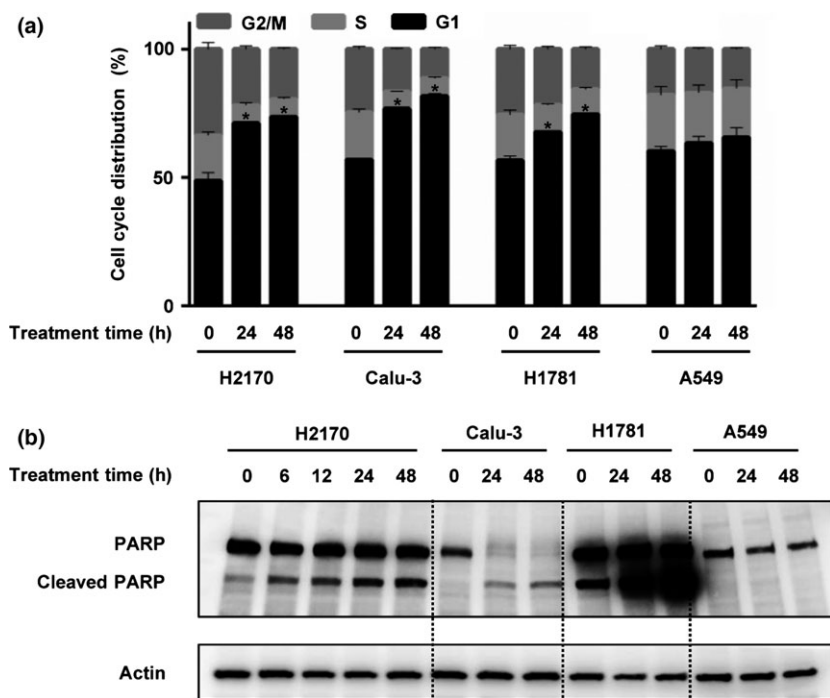 (a)
G2/M S G1
Cell cycle distribution (%)
100
50
0
* * * * * *
Treatment time (h) 0 24 48 0 24 48 0 24 48 0 24 48
H2170 Calu-3 H1781 A549
(b)
H2170 Calu-3 H1781 A549
Treatment time (h) 0 6 12 24 48 0 24 48 0 24 48 0 24 48
PARP
Cleaved PARP
Actin